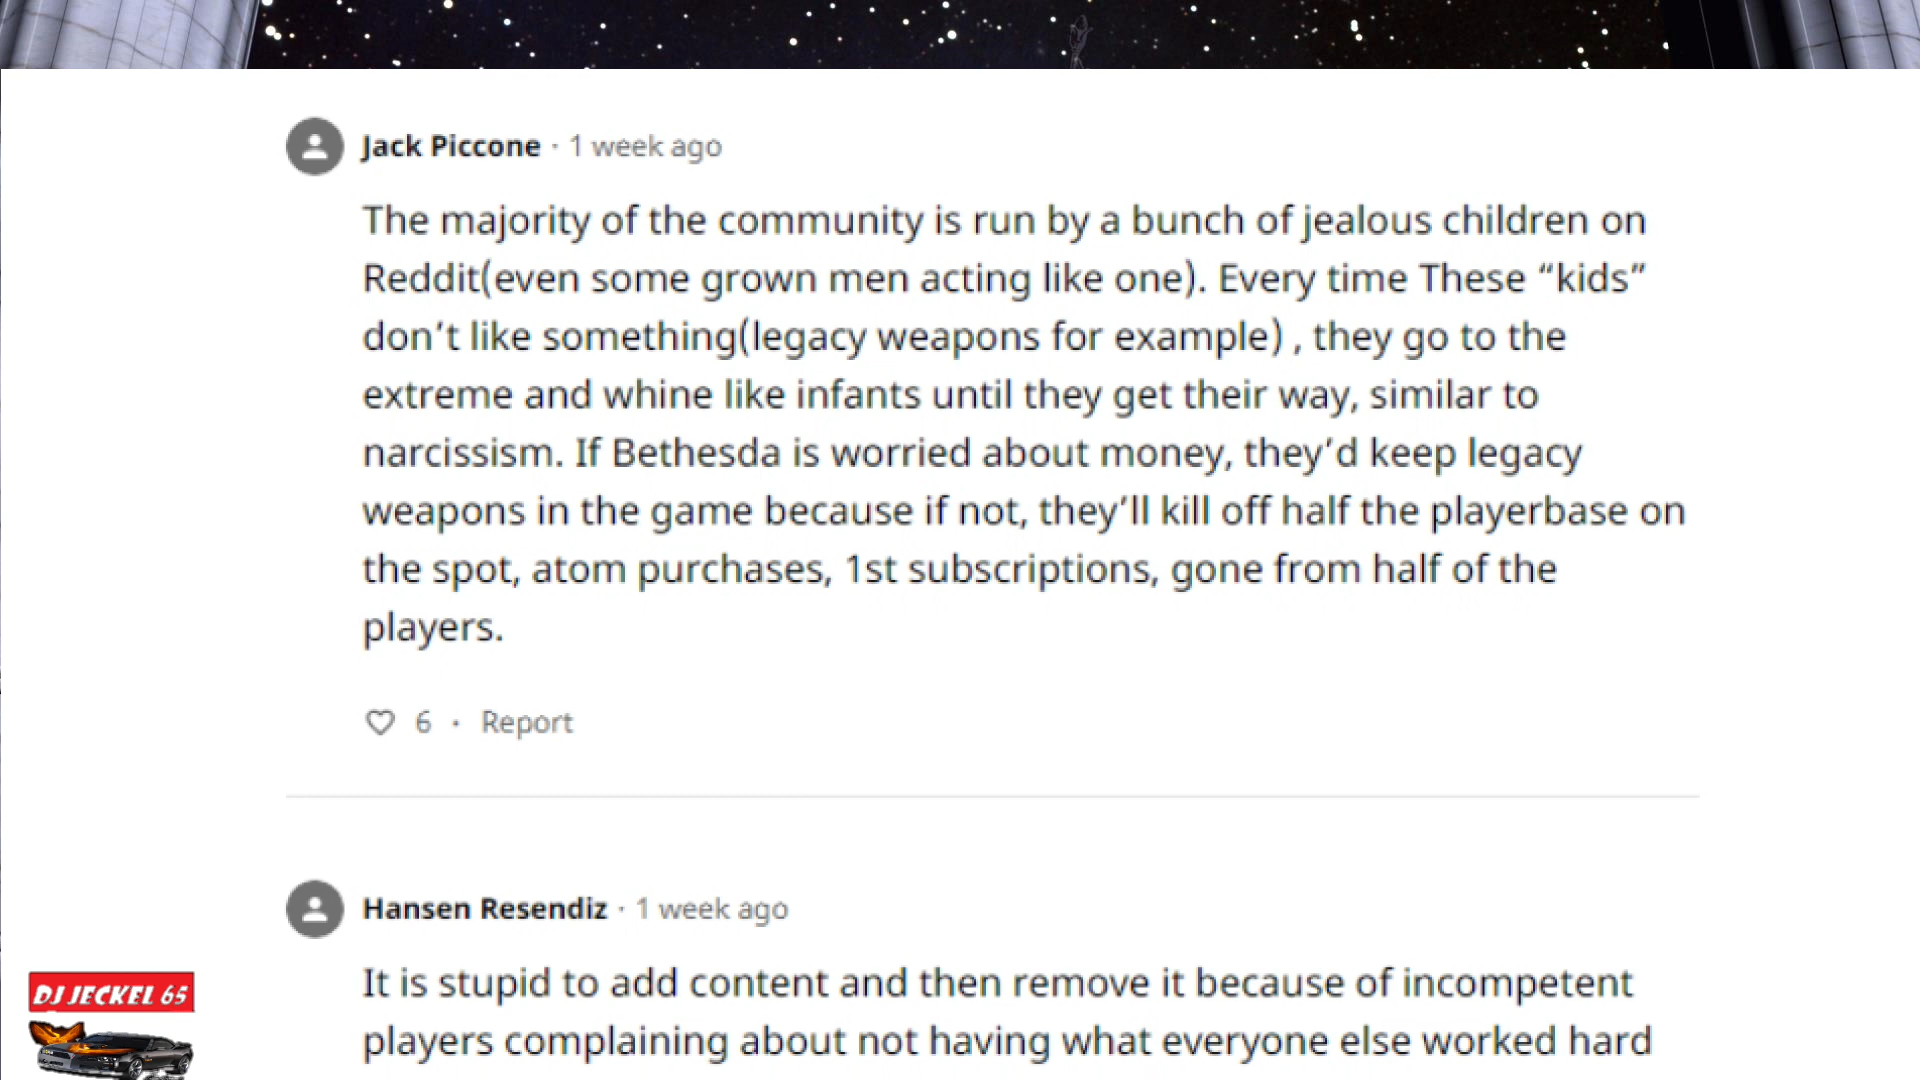 Jack Piccone · 1 week ago
The majority of the community is run by a bunch of jealous children on
Reddit(even some grown men acting like one). Every time These “kids”
don’t like something(legacy weapons for example) , they go to the
extreme and whine like infants until they get their way, similar to
narcissism. If Bethesda is worried about money, they’d keep legacy
weapons in the game because if not, they’ll kill off half the playerbase on
the spot, atom purchases, 1st subscriptions, gone from half of the
players.
6 · Report
Hansen Resendiz · 1 week ago
It is stupid to add content and then remove it because of incompetent
players complaining about not having what everyone else worked hard
DJ JECKEL 65